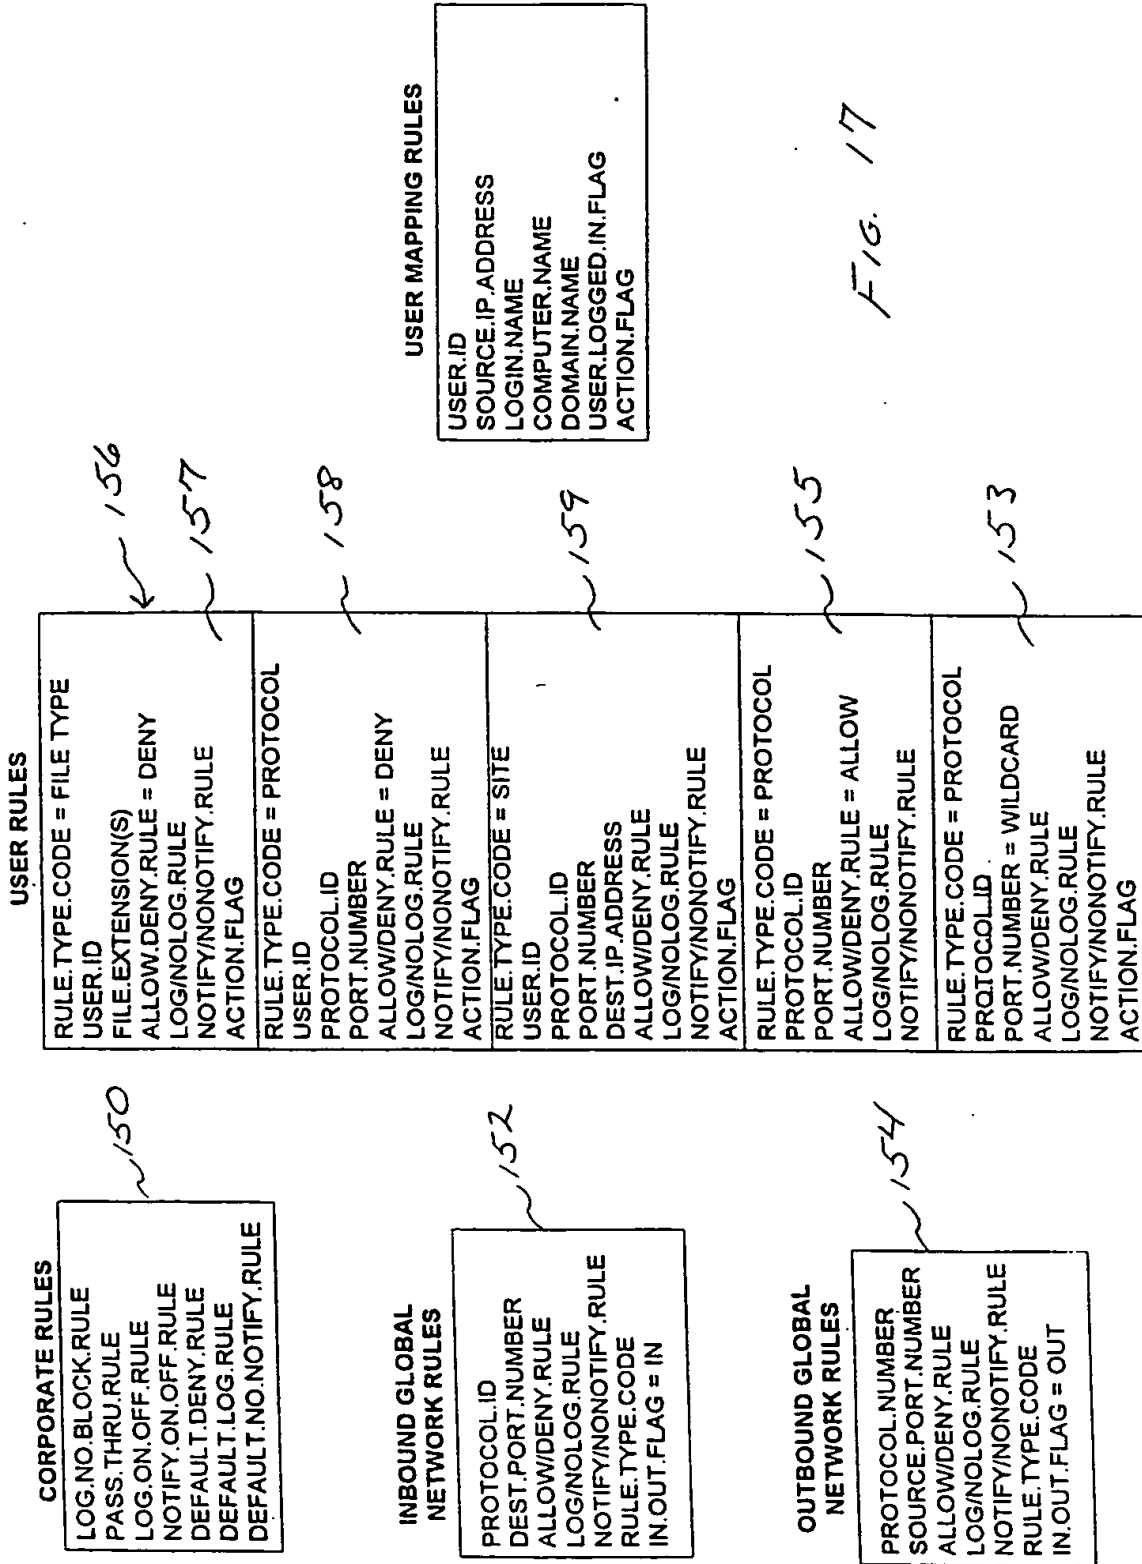 CORPORATE RULES
LOG.NO.BLOCK.RULE
PASS.THRU.RULE
LOG.ON.OFF.RULE
NOTIFY.ON.OFF.RULE
DEFAULT.DENY.RULE
DEFAULT.LOG.RULE
DEFAULT.NO.NOTIFY.RULE
150
INBOUND GLOBAL
NETWORK RULES
PROTOCOL.ID
DEST.PORT.NUMBER
ALLOW/DENY.RULE
LOG/NOLOG.RULE
NOTIFY/NONOTIFY.RULE
RULE.TYPE.CODE
IN.OUT.FLAG = IN
152
OUTBOUND GLOBAL
NETWORK RULES
PROTOCOL.NUMBER
SOURCE.PORT.NUMBER
ALLOW/DENY.RULE
LOG/NOLOG.RULE
NOTIFY/NONOTIFY.RULE
RULE.TYPE.CODE
IN.OUT.FLAG = OUT
154
USER RULES
RULE.TYPE.CODE = FILE TYPE
USER.ID
FILE.EXTENSION(S)
ALLOW.DENY.RULE = DENY
LOG/NOLOG.RULE
NOTIFY/NONOTIFY.RULE
ACTION.FLAG
156
157
RULE.TYPE.CODE = PROTOCOL
USER.ID
PROTOCOL.ID
PORT.NUMBER
ALLOW/DENY.RULE = DENY
LOG/NOLOG.RULE
NOTIFY/NONOTIFY.RULE
ACTION.FLAG
158
RULE.TYPE.CODE = SITE
USER.ID
PROTOCOL.ID
PORT.NUMBER
DEST.IP.ADDRESS
ALLOW/DENY.RULE
LOG/NOLOG.RULE
NOTIFY/NONOTIFY.RULE
ACTION.FLAG
159
RULE.TYPE.CODE = PROTOCOL
PROTOCOL.ID
PORT.NUMBER
ALLOW/DENY.RULE = ALLOW
LOG/NOLOG.RULE
NOTIFY/NONOTIFY.RULE
155
RULE.TYPE.CODE = PROTOCOL
PROTOCOL.ID
PORT.NUMBER = WILDCARD
ALLOW/DENY.RULE
LOG/NOLOG.RULE
NOTIFY/NONOTIFY.RULE
ACTION.FLAG
153
USER MAPPING RULES
USER.ID
SOURCE.IP.ADDRESS
LOGIN.NAME
COMPUTER.NAME
DOMAIN.NAME
USER.LOGGED.IN.FLAG
ACTION.FLAG
FIG. 17